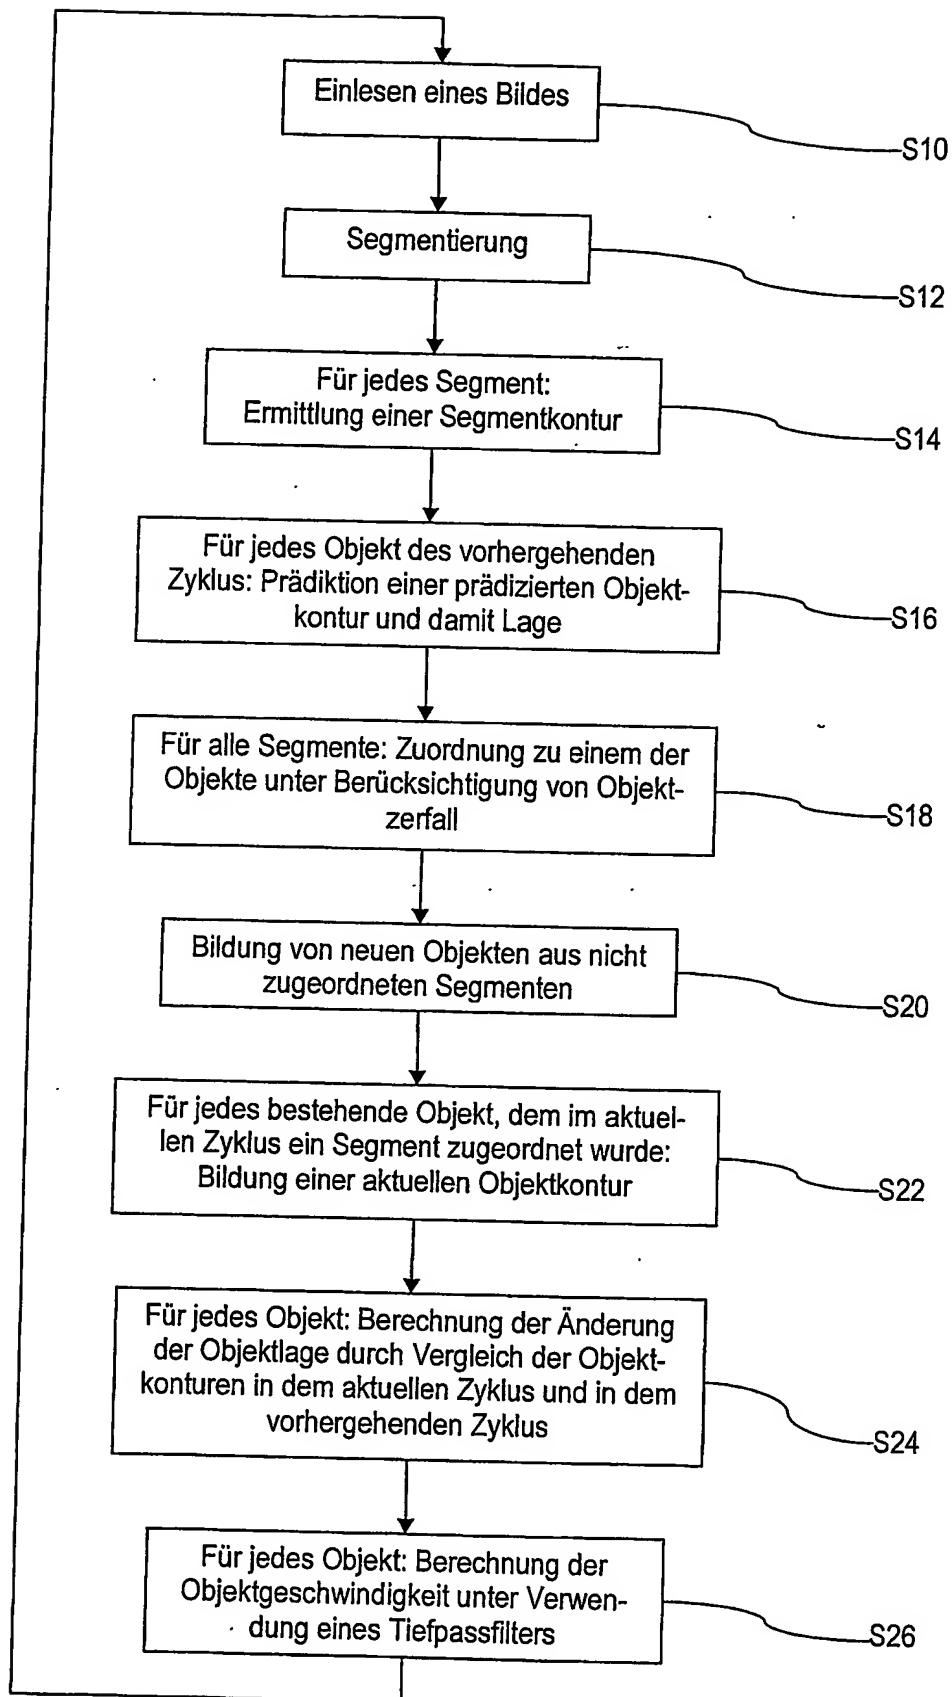 Einlesen eines Bildes
S10
Segmentierung
S12
Für jedes Segment:
Ermittlung einer Segmentkontur
S14
Für jedes Objekt des vorhergehenden
Zyklus: Prädiktion einer prädizierten Objekt-
kontur und damit Lage
S16
Für alle Segmente: Zuordnung zu einem der
Objekte unter Berücksichtigung von Objekt-
zerfall
S18
Bildung von neuen Objekten aus nicht
zugeordneten Segmenten
S20
Für jedes bestehende Objekt, dem im aktuel-
len Zyklus ein Segment zugeordnet wurde:
Bildung einer aktuellen Objektkontur
S22
Für jedes Objekt: Berechnung der Änderung
der Objektlage durch Vergleich der Objekt-
konturen in dem aktuellen Zyklus und in dem
vorhergehenden Zyklus
S24
Für jedes Objekt: Berechnung der
Objektgeschwindigkeit unter Verwen-
dung eines Tiefpassfilters
S26